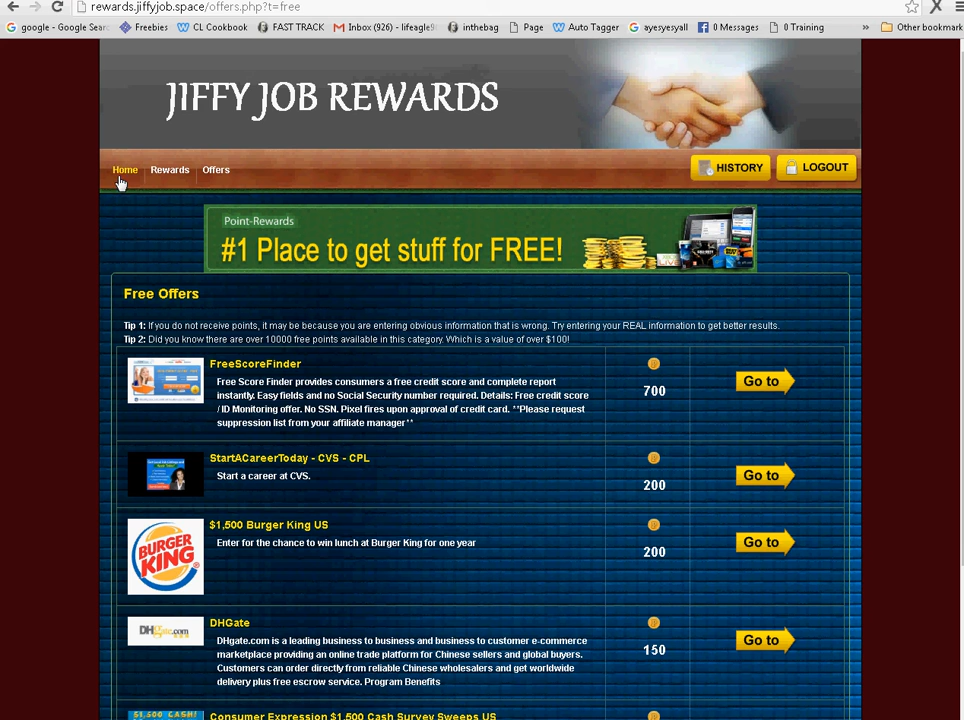 rewards.jiffyjob.space/offers.php?t=free
google - Google Sear Freebies CL Cookbook FAST TRACK Inbox (926) - lifeagle9 inthebag Page Auto Tagger ayesyesyall 0 Messages 0 Training » Other bookmark
JIFFY JOB REWARDS
Home Rewards Offers HISTORY LOGOUT
Point-Rewards
#1 Place to get stuff for FREE!
Free Offers
Tip 1: If you do not receive points, it may be because you are entering obvious information that is wrong. Try entering your REAL information to get better results.
Tip 2: Did you know there are over 10000 free points available in this category. Which is a value of over $100!
FreeScoreFinder
Free Score Finder provides consumers a free credit score and complete report
instantly. Easy fields and no Social Security number required. Details: Free credit score
/ ID Monitoring offer. No SSN. Pixel fires upon approval of credit card. **Please request
suppression list from your affiliate manager**
700
Go to
StartACareerToday - CVS - CPL
Start a career at CVS.
200
Go to
$1,500 Burger King US
Enter for the chance to win lunch at Burger King for one year
BURGER
KING
200
Go to
DHGate
DHgate.com
DHgate.com is a leading business to business and business to customer e-commerce
marketplace providing an online trade platform for Chinese sellers and global buyers.
Customers can order directly from reliable Chinese wholesalers and get worldwide
delivery plus free escrow service. Program Benefits
150
Go to
$1,500 CASH!
Consumer Expression $1,500 Cash Survey Sweeps US